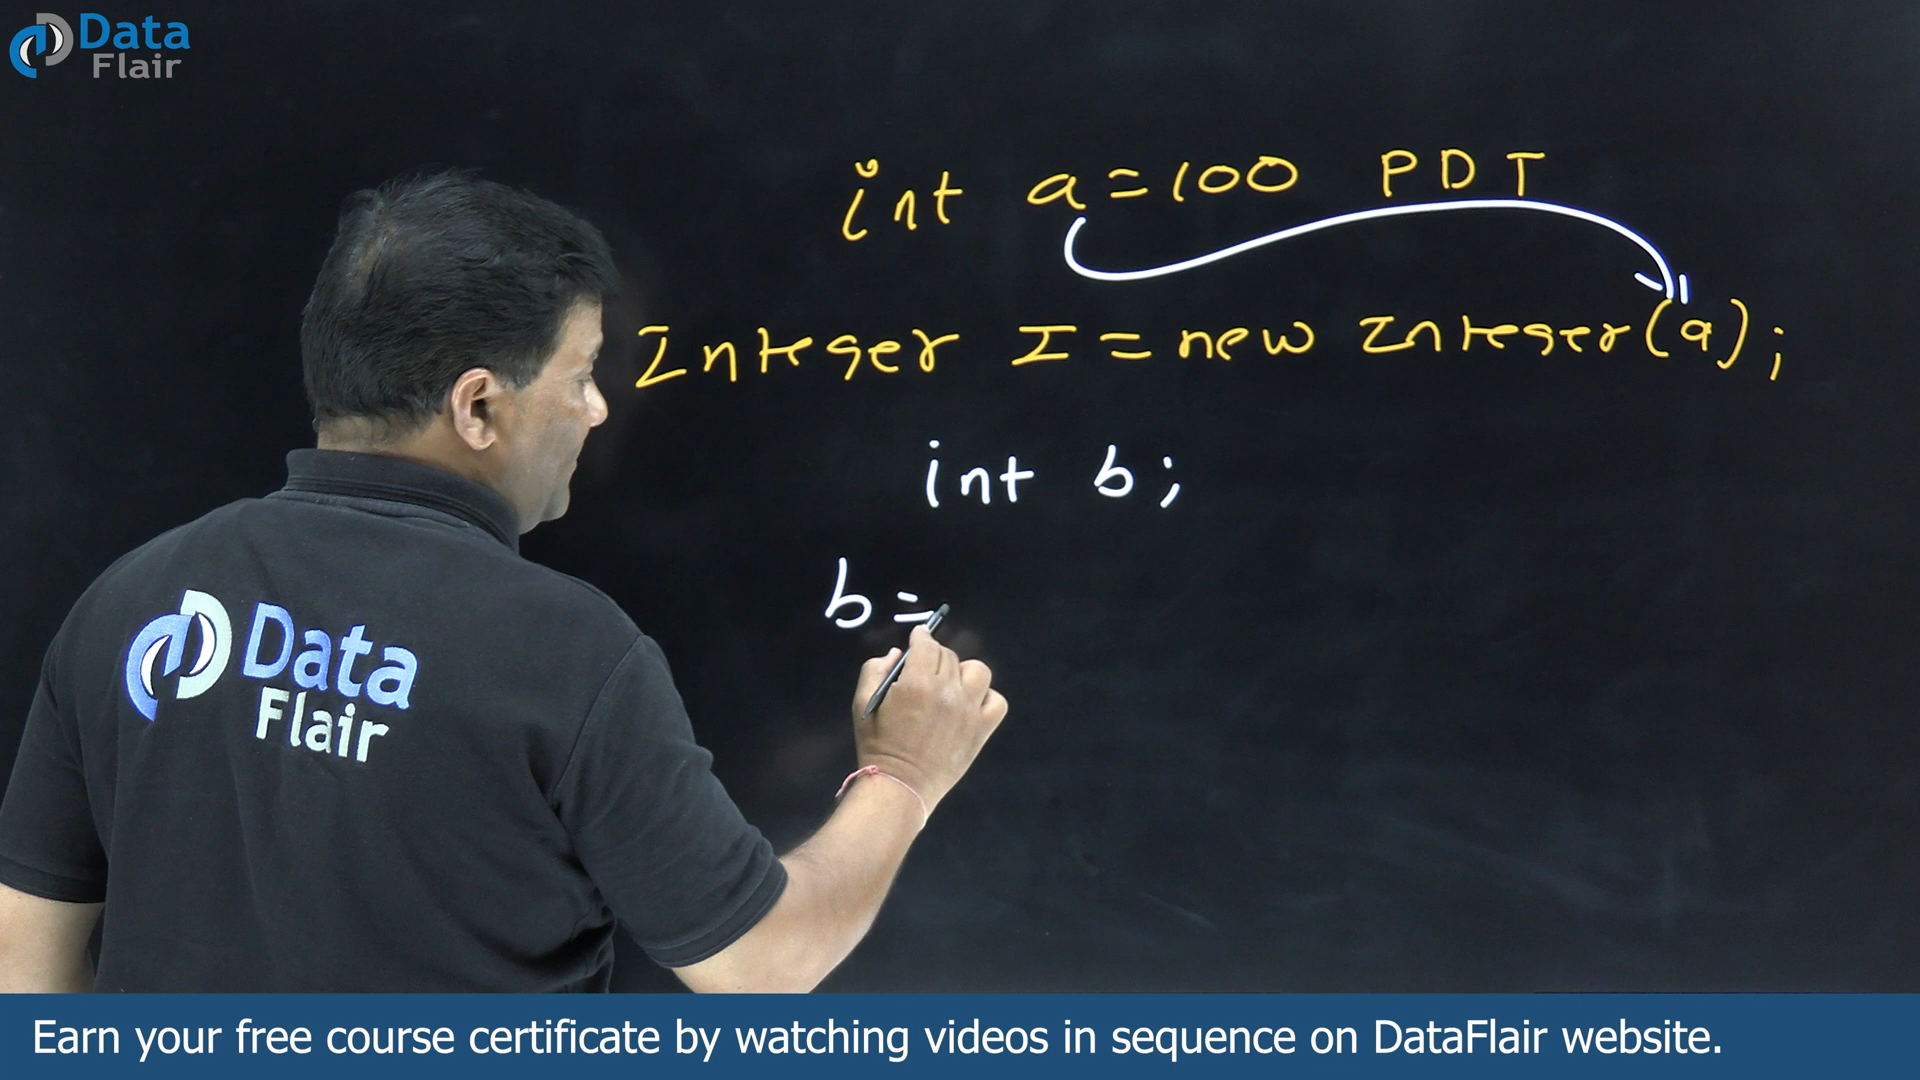 Data
Flair
int a=100 PDT
Integer I = new Integer(a);
int b;
b=
Data
Flair
Earn your free course certificate by watching videos in sequence on DataFlair website.